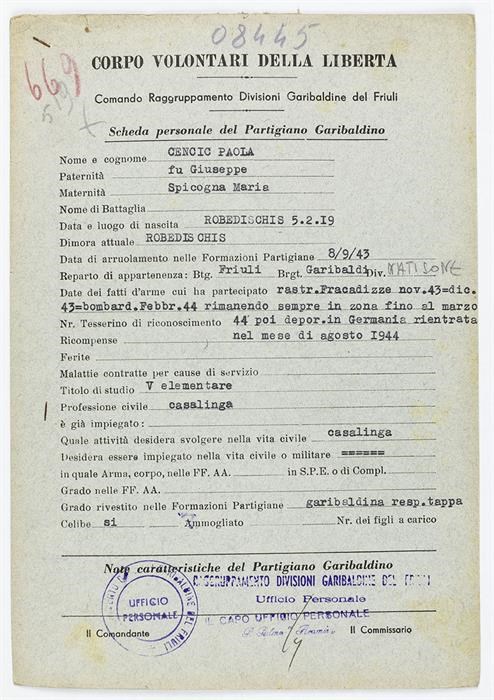 08445
669
519
CORPO VOLONTARI DELLA LIBERTA
Comando Raggruppamento Divisioni Garibaldine del Friuli
Scheda personale del Partigiano Garibaldino
Nome e cognome CENCIC PAOLA
Paternità fu Giuseppe
Maternità Spicogna Maria
Nome di Battaglia
Data e luogo di nascita ROBEDISCHIS 5.2.19
Dimora attuale ROBEDISCHIS
Data di arruolamento nelle Formazioni Partigiane 8/9/43
Reparto di appartenenza: Btg. Friuli Brgt. Garibaldi Div. NATISONE
Date dei fatti d'arme cui ha partecipato rastr.Fracadizze nov.43=dic.
43=bombard.Febbr.44 rimanendo sempre in zona fino al marzo
Nr. Tesserino di riconoscimento 44 poi depor.in Germania rientrata
Ricompense nel mese di agosto 1944
Ferite
Malattie contratte per cause di servizio
Titolo di studio V elementare
Professione civile casalinga
è già impiegato :
Quale attività desidera svolgere nella vita civile casalinga
Desidera essere impiegato nella vita civile o militare ======
in quale Arma, corpo, nelle FF. AA. in S.P.E. o di Compl.
Grado nelle FF. AA.
Grado rivestito nelle Formazioni Partigiane garibaldina resp.tappa
Celibe si Ammogliato Nr. dei figli a carico
Note caratteristiche del Partigiano Garibaldino
RAGGRUPPAMENTO DIVISIONI GARIBALDINE DEL FRIULI
Ufficio Personale
UFFICIO
PERSONALE
IL CAPO UFFICIO PERSONALE
Il Comandante Il Commissario